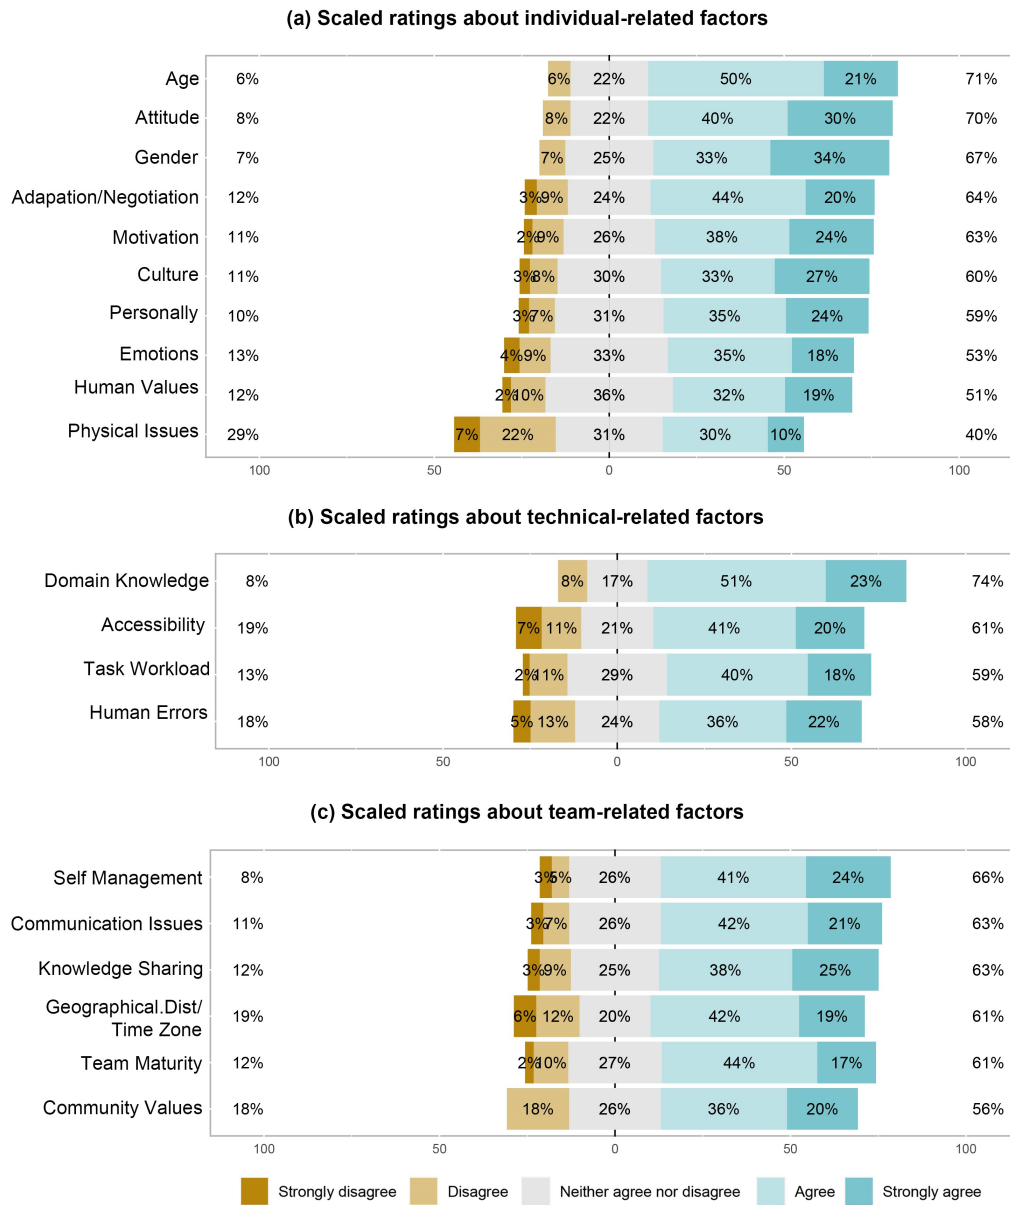 (a) Scaled ratings about individual-related factors
Age 6% 6% 22% 50% 21% 71%
Attitude 8% 8% 22% 40% 30% 70%
Gender 7% 7% 25% 33% 34% 67%
Adapation/Negotiation 12% 3% 9% 24% 44% 20% 64%
Motivation 11% 2% 9% 26% 38% 24% 63%
Culture 11% 3% 8% 30% 33% 27% 60%
Personally 10% 3% 7% 31% 35% 24% 59%
Emotions 13% 4% 9% 33% 35% 18% 53%
Human Values 12% 2% 10% 36% 32% 19% 51%
Physical Issues 29% 7% 22% 31% 30% 10% 40%
100 50 0 50 100
(b) Scaled ratings about technical-related factors
Domain Knowledge 8% 8% 17% 51% 23% 74%
Accessibility 19% 7% 11% 21% 41% 20% 61%
Task Workload 13% 2% 11% 29% 40% 18% 59%
Human Errors 18% 5% 13% 24% 36% 22% 58%
100 50 0 50 100
(c) Scaled ratings about team-related factors
Self Management 8% 3% 5% 26% 41% 24% 66%
Communication Issues 11% 3% 7% 26% 42% 21% 63%
Knowledge Sharing 12% 3% 9% 25% 38% 25% 63%
Geographical.Dist/
Time Zone 19% 6% 12% 20% 42% 19% 61%
Team Maturity 12% 2% 10% 27% 44% 17% 61%
Community Values 18% 18% 26% 36% 20% 56%
100 50 0 50 100
Strongly disagree Disagree Neither agree nor disagree Agree Strongly agree